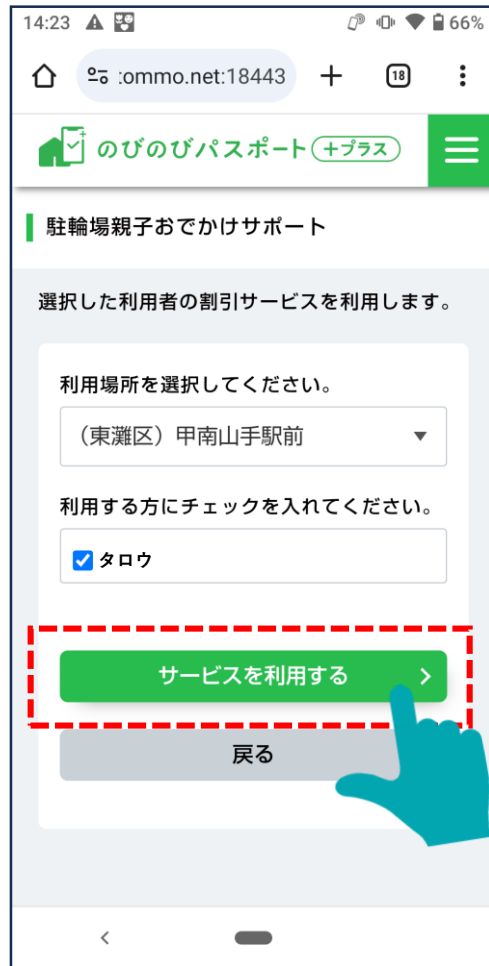 14:23
66%
:ommo.net:18443
18
のびのびパスポート
+プラス
駐輪場親子おでかけサポート
選択した利用者の割引サービスを利用します。
利用場所を選択してください。
（東灘区）甲南山手駅前
利用する方にチェックを入れてください。
タロウ
サービスを利用する
戻る